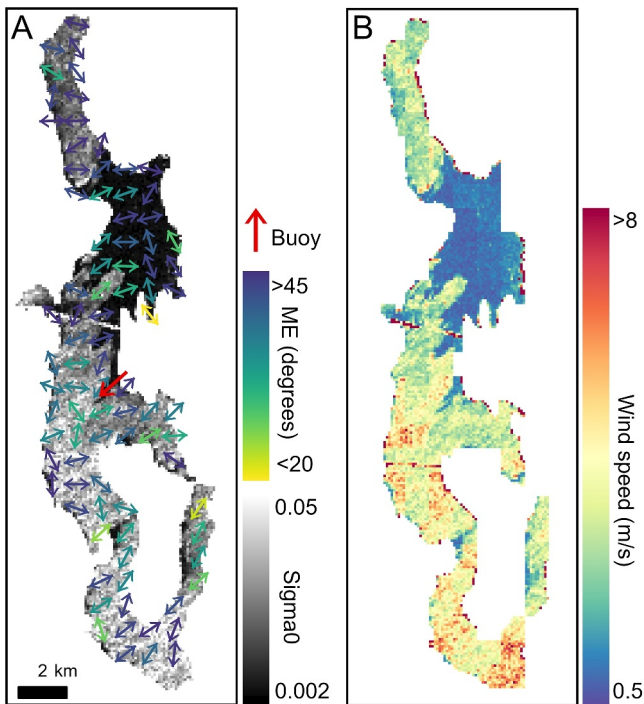 A
B
Buoy
>45
ME (degrees)
<20
0.05
Sigma0
0.002
2 km
>8
Wind speed (m/s)
0.5